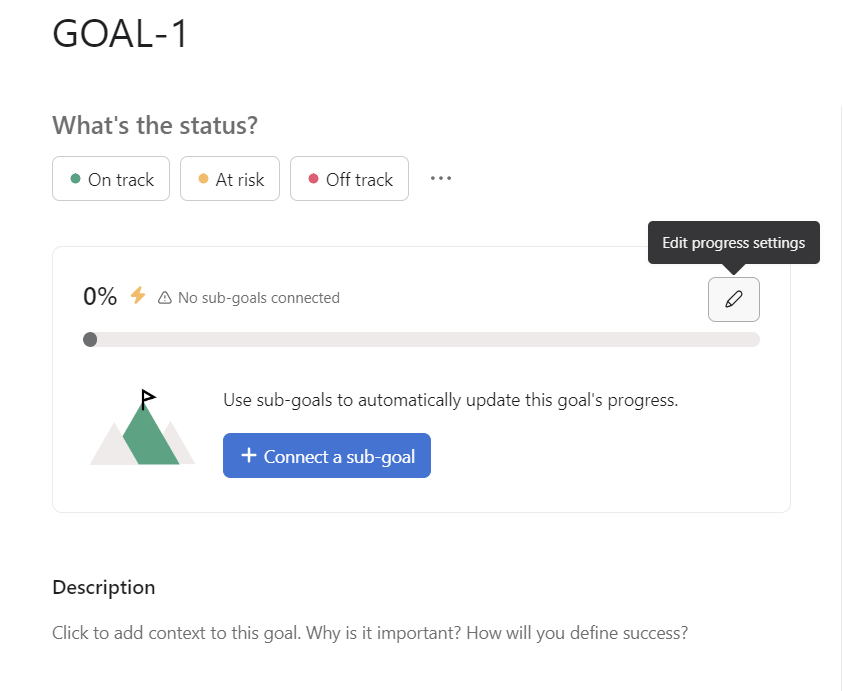 GOAL-1
What's the status?
On track At risk Off track ...
Edit progress settings
0% No sub-goals connected
Use sub-goals to automatically update this goal's progress.
+ Connect a sub-goal
Description
Click to add context to this goal. Why is it important? How will you define success?